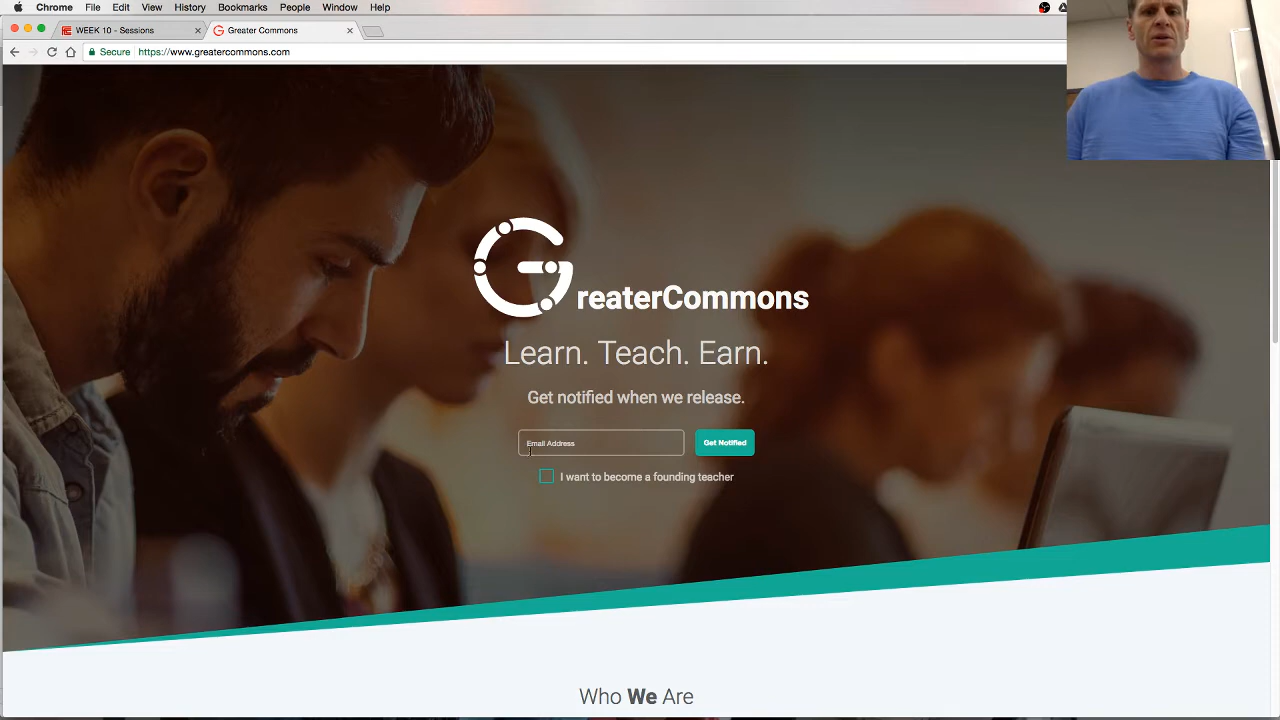 Chrome File Edit View History Bookmarks People Window Help
WEEK 10 - Sessions
Greater Commons
Secure https://www.greatercommons.com
GreaterCommons
Learn. Teach. Earn.
Get notified when we release.
Email Address
Get Notified
I want to become a founding teacher
Who We Are